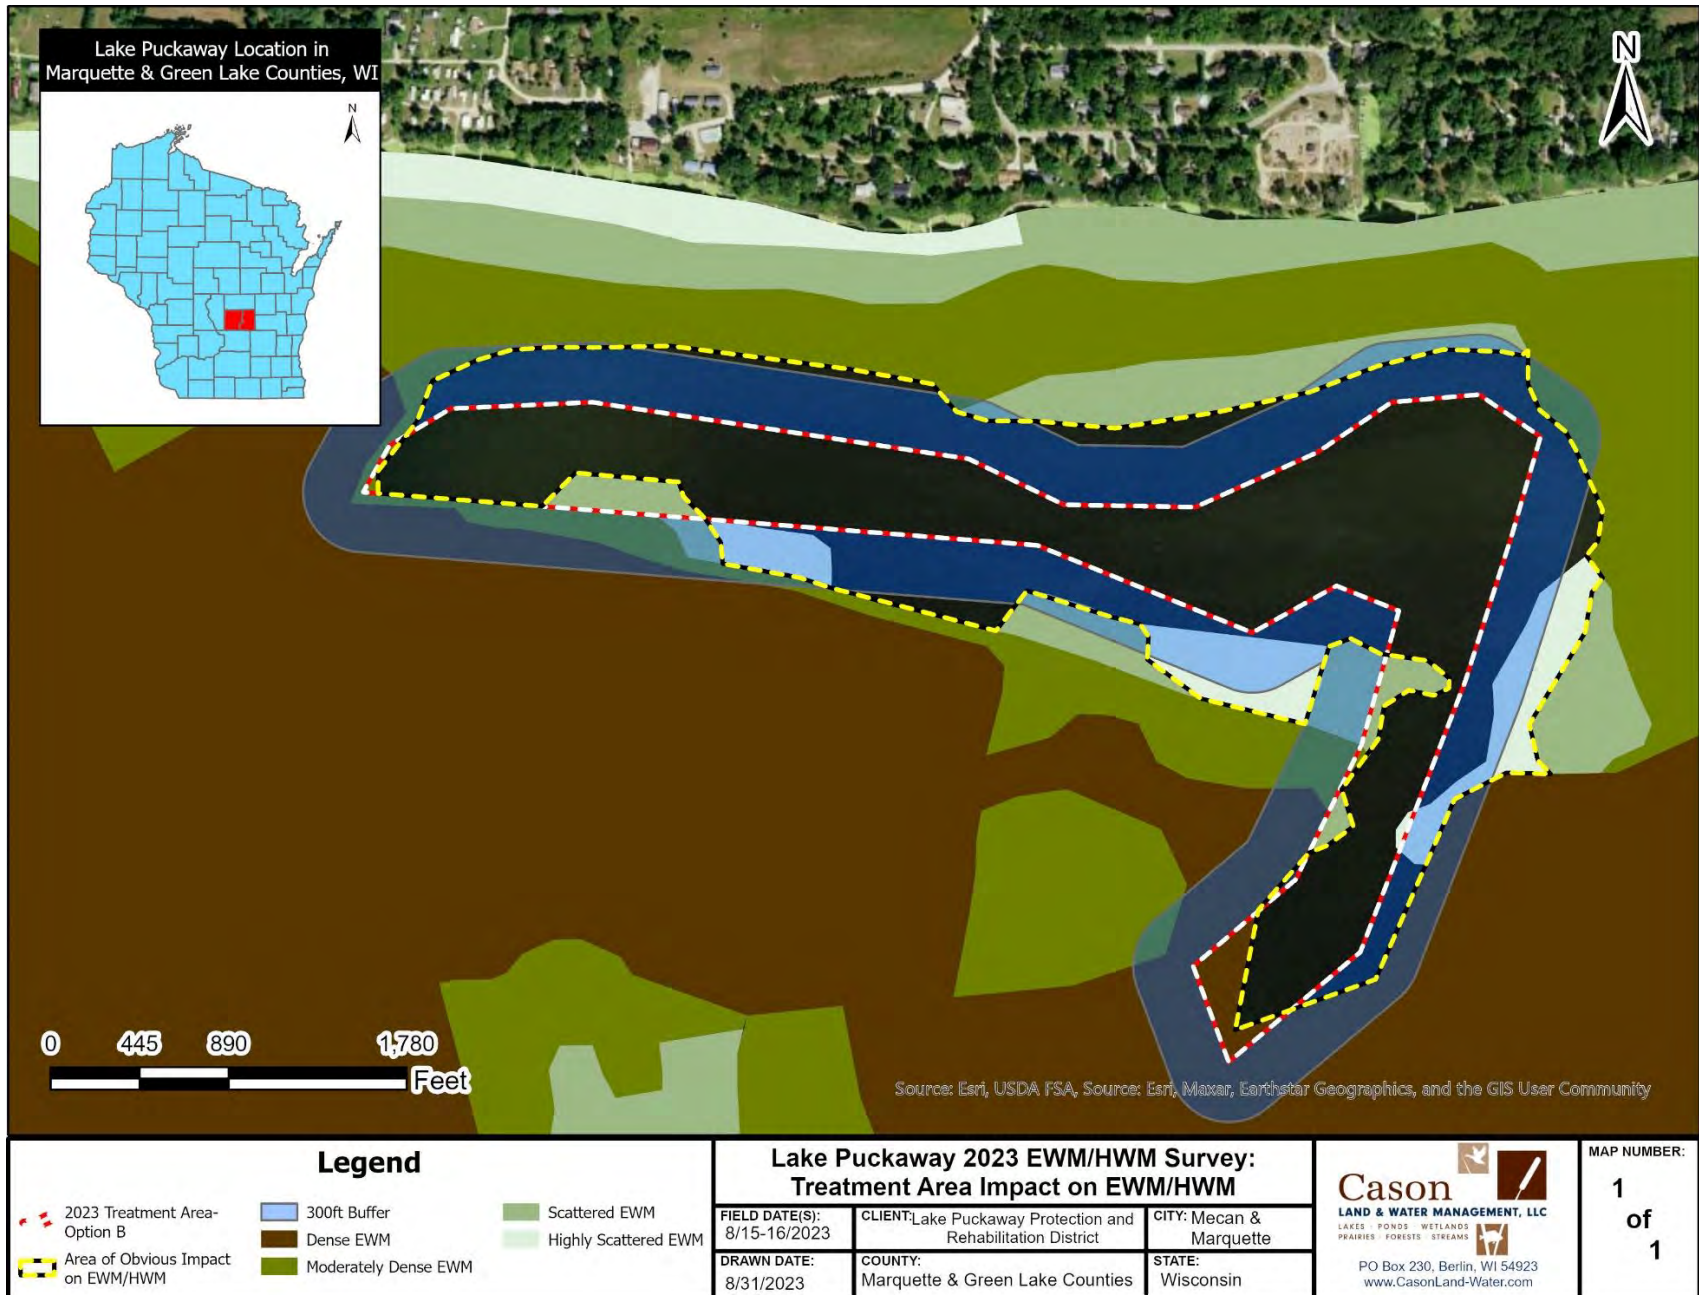 Lake Puckaway Location in
Marquette & Green Lake Counties, WI
N
N
0 445 890 1,780
Feet
Source: Esri, USDA FSA, Source: Esri, Maxar, Earthstar Geographics, and the GIS User Community
Legend
2023 Treatment Area-
Option B
Area of Obvious Impact
on EWM/HWM
300ft Buffer
Dense EWM
Moderately Dense EWM
Scattered EWM
Highly Scattered EWM
Lake Puckaway 2023 EWM/HWM Survey:
Treatment Area Impact on EWM/HWM
FIELD DATE(S):
8/15-16/2023
CLIENT: Lake Puckaway Protection and
Rehabilitation District
CITY: Mecan &
Marquette
DRAWN DATE:
8/31/2023
COUNTY:
Marquette & Green Lake Counties
STATE:
Wisconsin
Cason
LAND & WATER MANAGEMENT, LLC
LAKES · PONDS · WETLANDS
PRAIRIES · FORESTS · STREAMS
PO Box 230, Berlin, WI 54923
www.CasonLand-Water.com
MAP NUMBER:
1
of
1